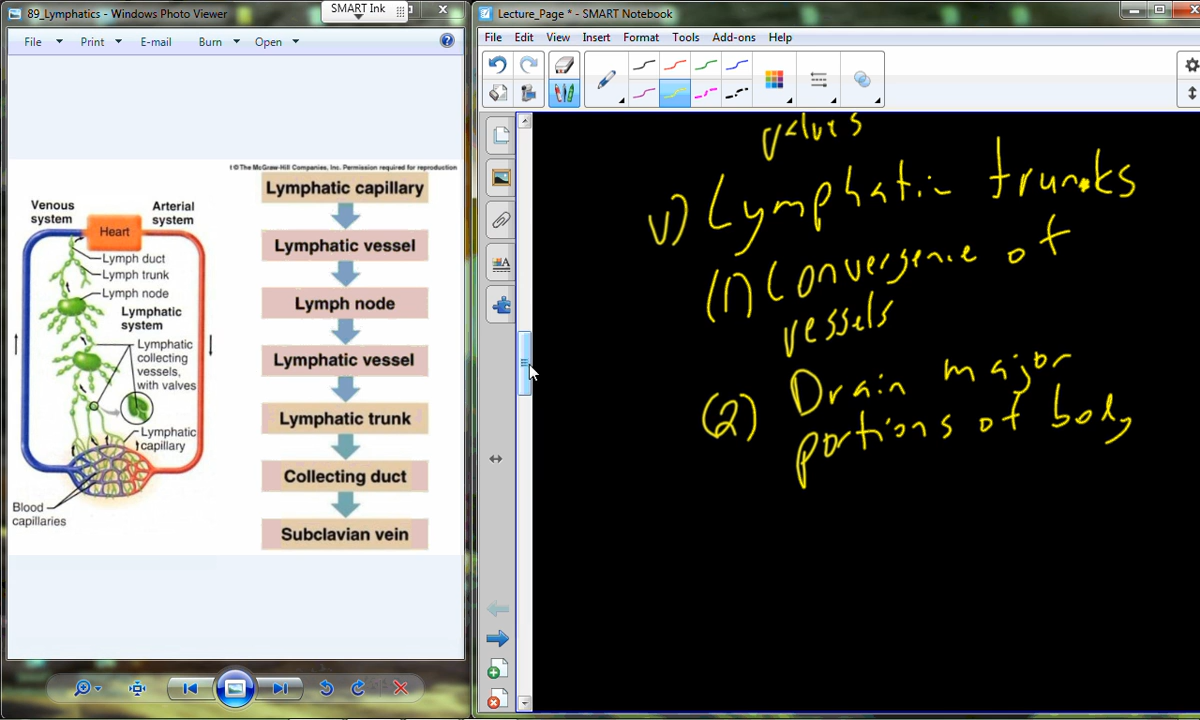 89_Lymphatics - Windows Photo Viewer
SMART Ink
File Print E-mail Burn Open
© The McGraw-Hill Companies, Inc. Permission required for reproduction
Venous
system
Arterial
system
Heart
Lymph duct
Lymph trunk
Lymph node
Lymphatic
system
Lymphatic
collecting
vessels,
with valves
Lymphatic
capillary
Blood
capillaries
Lymphatic capillary
Lymphatic vessel
Lymph node
Lymphatic vessel
Lymphatic trunk
Collecting duct
Subclavian vein
Lecture_Page * - SMART Notebook
File Edit View Insert Format Tools Add-ons Help
valves
v) Lymphatic trunks
(1) Convergence of
vessels
(2) Drain major
portions of body